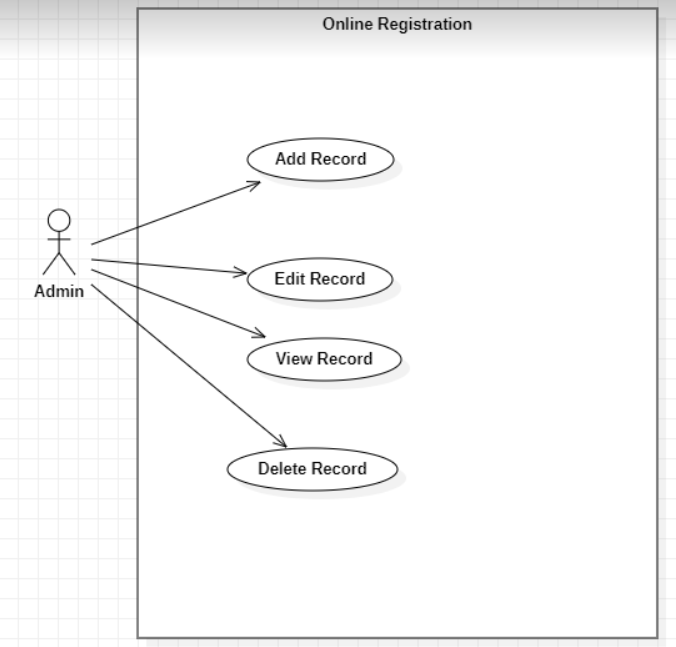 Online Registration
Add Record
Edit Record
Admin
View Record
Delete Record